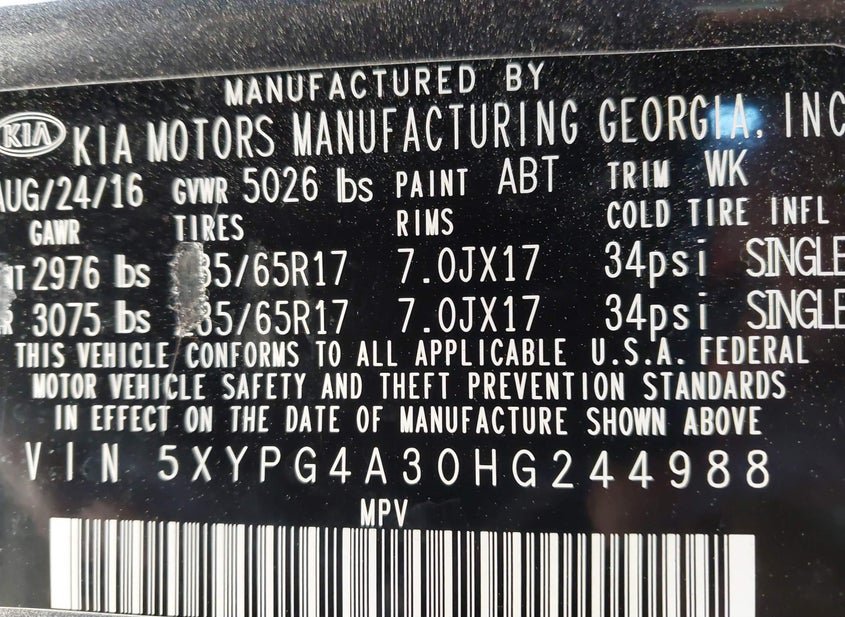 MANUFACTURED BY
KIA KIA MOTORS MANUFACTURING GEORGIA, INC
AUG/24/16 GVWR 5026 lbs PAINT ABT TRIM WK
GAWR TIRES RIMS COLD TIRE INFL
2976 lbs 35/65R17 7.0JX17 34psi SINGLE
3075 lbs 35/65R17 7.0JX17 34psi SINGLE
THIS VEHICLE CONFORMS TO ALL APPLICABLE U.S.A. FEDERAL
MOTOR VEHICLE SAFETY AND THEFT PREVENTION STANDARDS
IN EFFECT ON THE DATE OF MANUFACTURE SHOWN ABOVE
VIN 5XYPG4A30HG244988
MPV